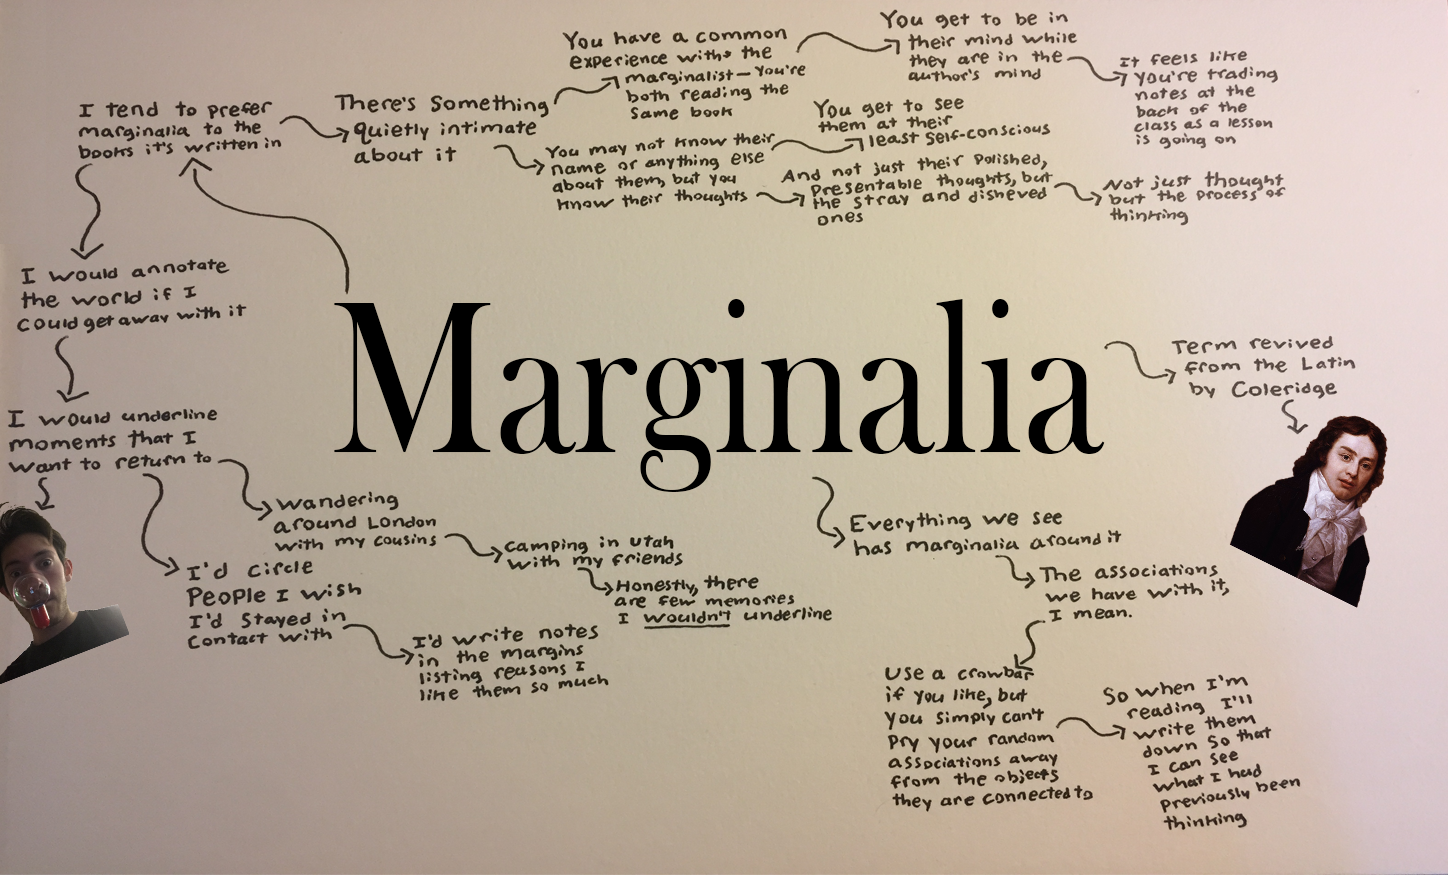 Marginalia
I tend to prefer
marginalia to the
books it's written in
There's something
quietly intimate
about it
You have a common
experience with the
marginalist – You're
both reading the
same book
You get to be in
their mind while
they are in the
author's mind
It feels like
you're trading
notes at the
back of the
class as a lesson
is going on
You may not know their
name or anything else
about them, but you
know their thoughts
You get to see
them at their
least self-conscious
And not just their polished,
presentable thoughts, but
the stray and disheved
ones
Not just thought
but the process of
thinking
I would annotate
the world if I
could get away with it
I would underline
moments that I
want to return to
Wandering
around London
with my cousins
camping in Utah
with my friends
Honestly, there
are few memories
I wouldn't underline
I'd circle
People I wish
I'd stayed in
contact with
I'd write notes
in the margins
listing reasons I
like them so much
Term revived
from the Latin
by Coleridge
Everything we see
has marginalia around it
The associations
we have with it,
I mean.
Use a crowbar
if you like, but
you simply can't
pry your random
associations away
from the objects
they are connected to
So when I'm
reading I'll
write them
down so that
I can see
what I had
previously been
thinking